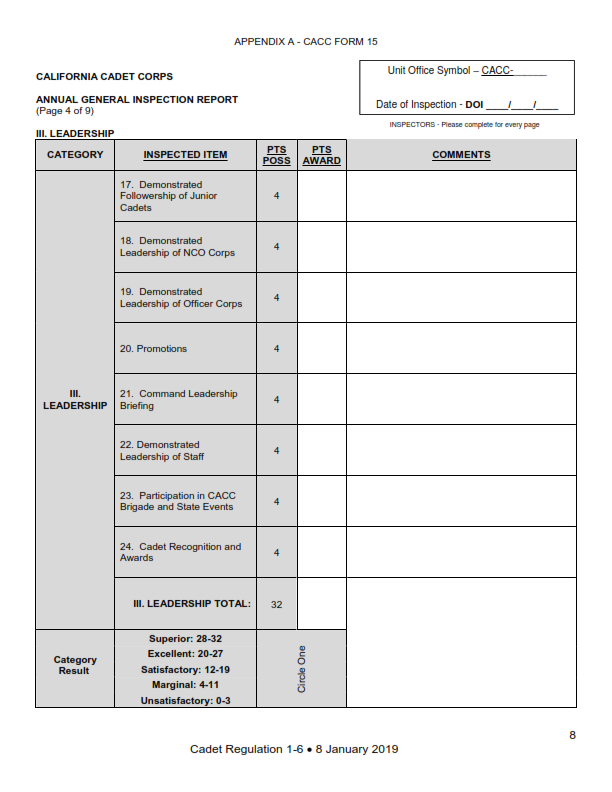 APPENDIX A - CACC FORM 15
CALIFORNIA CADET CORPS
Unit Office Symbol – CACC-______
ANNUAL GENERAL INSPECTION REPORT
(Page 4 of 9)
Date of Inspection - DOI ____/____/____
INSPECTORS - Please complete for every page
III. LEADERSHIP
CATEGORY
INSPECTED ITEM
PTS
POSS
PTS
AWARD
COMMENTS
III.
LEADERSHIP
17. Demonstrated
Followership of Junior
Cadets
4
18. Demonstrated
Leadership of NCO Corps
4
19. Demonstrated
Leadership of Officer Corps
4
20. Promotions
4
21. Command Leadership
Briefing
4
22. Demonstrated
Leadership of Staff
4
23. Participation in CACC
Brigade and State Events
4
24. Cadet Recognition and
Awards
4
III. LEADERSHIP TOTAL:
32
Category
Result
Superior: 28-32
Excellent: 20-27
Satisfactory: 12-19
Marginal: 4-11
Unsatisfactory: 0-3
Circle One
8
Cadet Regulation 1-6 • 8 January 2019